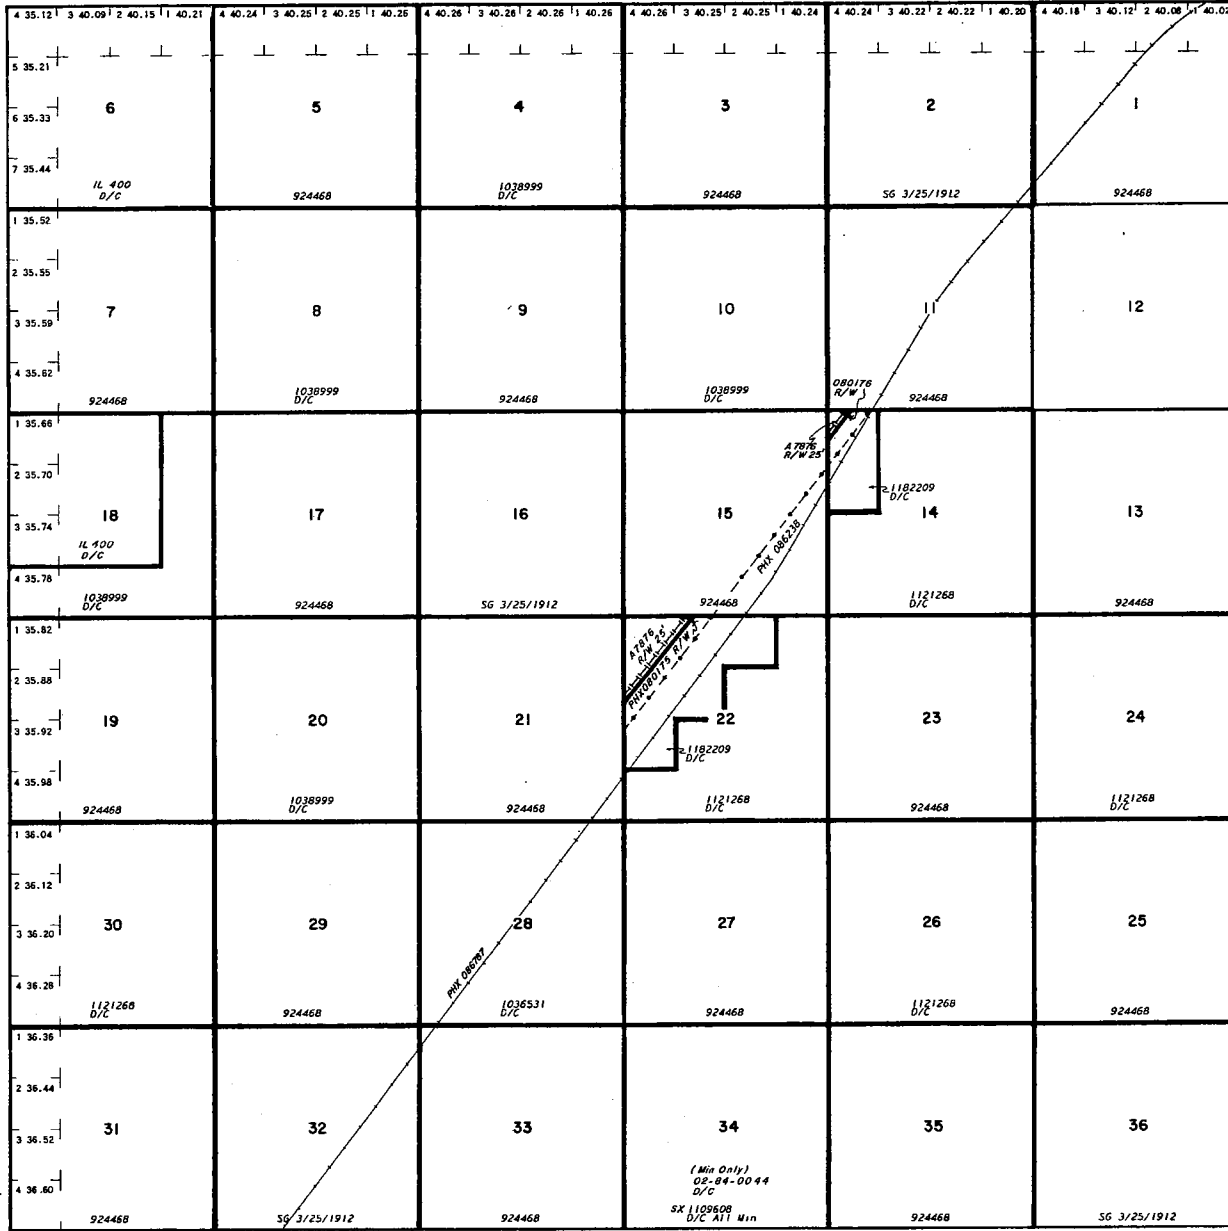 4 35.12 3 40.09 2 40.15 1 40.21 4 40.24 3 40.25 2 40.25 1 40.26 4 40.26 3 40.26 2 40.26 1 40.26 4 40.26 3 40.25 2 40.25 1 40.24 4 40.24 3 40.22 2 40.22 1 40.20 4 40.18 3 40.12 2 40.08 1 40.02
5 35.21
6 35.33
7 35.44
6 5 4 3 2 1
IL 400
D/C
924468
1038999
D/C
924468
SG 3/25/1912
924468
1 35.52
2 35.55
3 35.59
4 35.62
7 8 9 10 11 12
924468
1038999
D/C
924468
1038999
D/C
924468
080176
R/W
A7876
R/W 25'
1182209
D/C
1 35.66
2 35.70
3 35.74
4 35.78
18 17 16 15 14 13
IL 400
D/C
1038999
D/C
924468
SG 3/25/1912
PHX 086238
924468
1121268
D/C
924468
1 35.82
2 35.88
3 35.92
4 35.98
19 20 21 22 23 24
A7876
R/W 25'
PHX080175 R/W
1182209
D/C
924468
1038999
D/C
924468
1121268
D/C
924468
1121268
D/C
1 36.04
2 36.12
3 36.20
4 36.28
30 29 28 27 26 25
PHX 086787
1121268
D/C
924468
1036531
D/C
924468
1121268
D/C
924468
1 36.36
2 36.44
3 36.52
4 36.60
31 32 33 34 35 36
(Min Only)
02-84-0044
D/C
924468
SG 3/25/1912
924468
SX 1109608
D/C All Min
924468
SG 3/25/1912